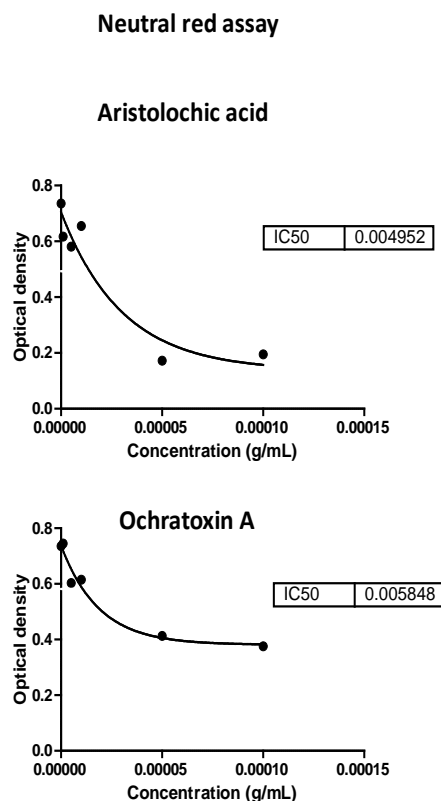 Neutral red assay
Aristolochic acid
0.8
0.6
0.4
0.2
0.0
Optical density
IC50 0.004952
0.00000 0.00005 0.00010 0.00015
Concentration (g/mL)
Ochratoxin A
0.8
0.6
0.4
0.2
0.0
Optical density
IC50 0.005848
0.00000 0.00005 0.00010 0.00015
Concentration (g/mL)